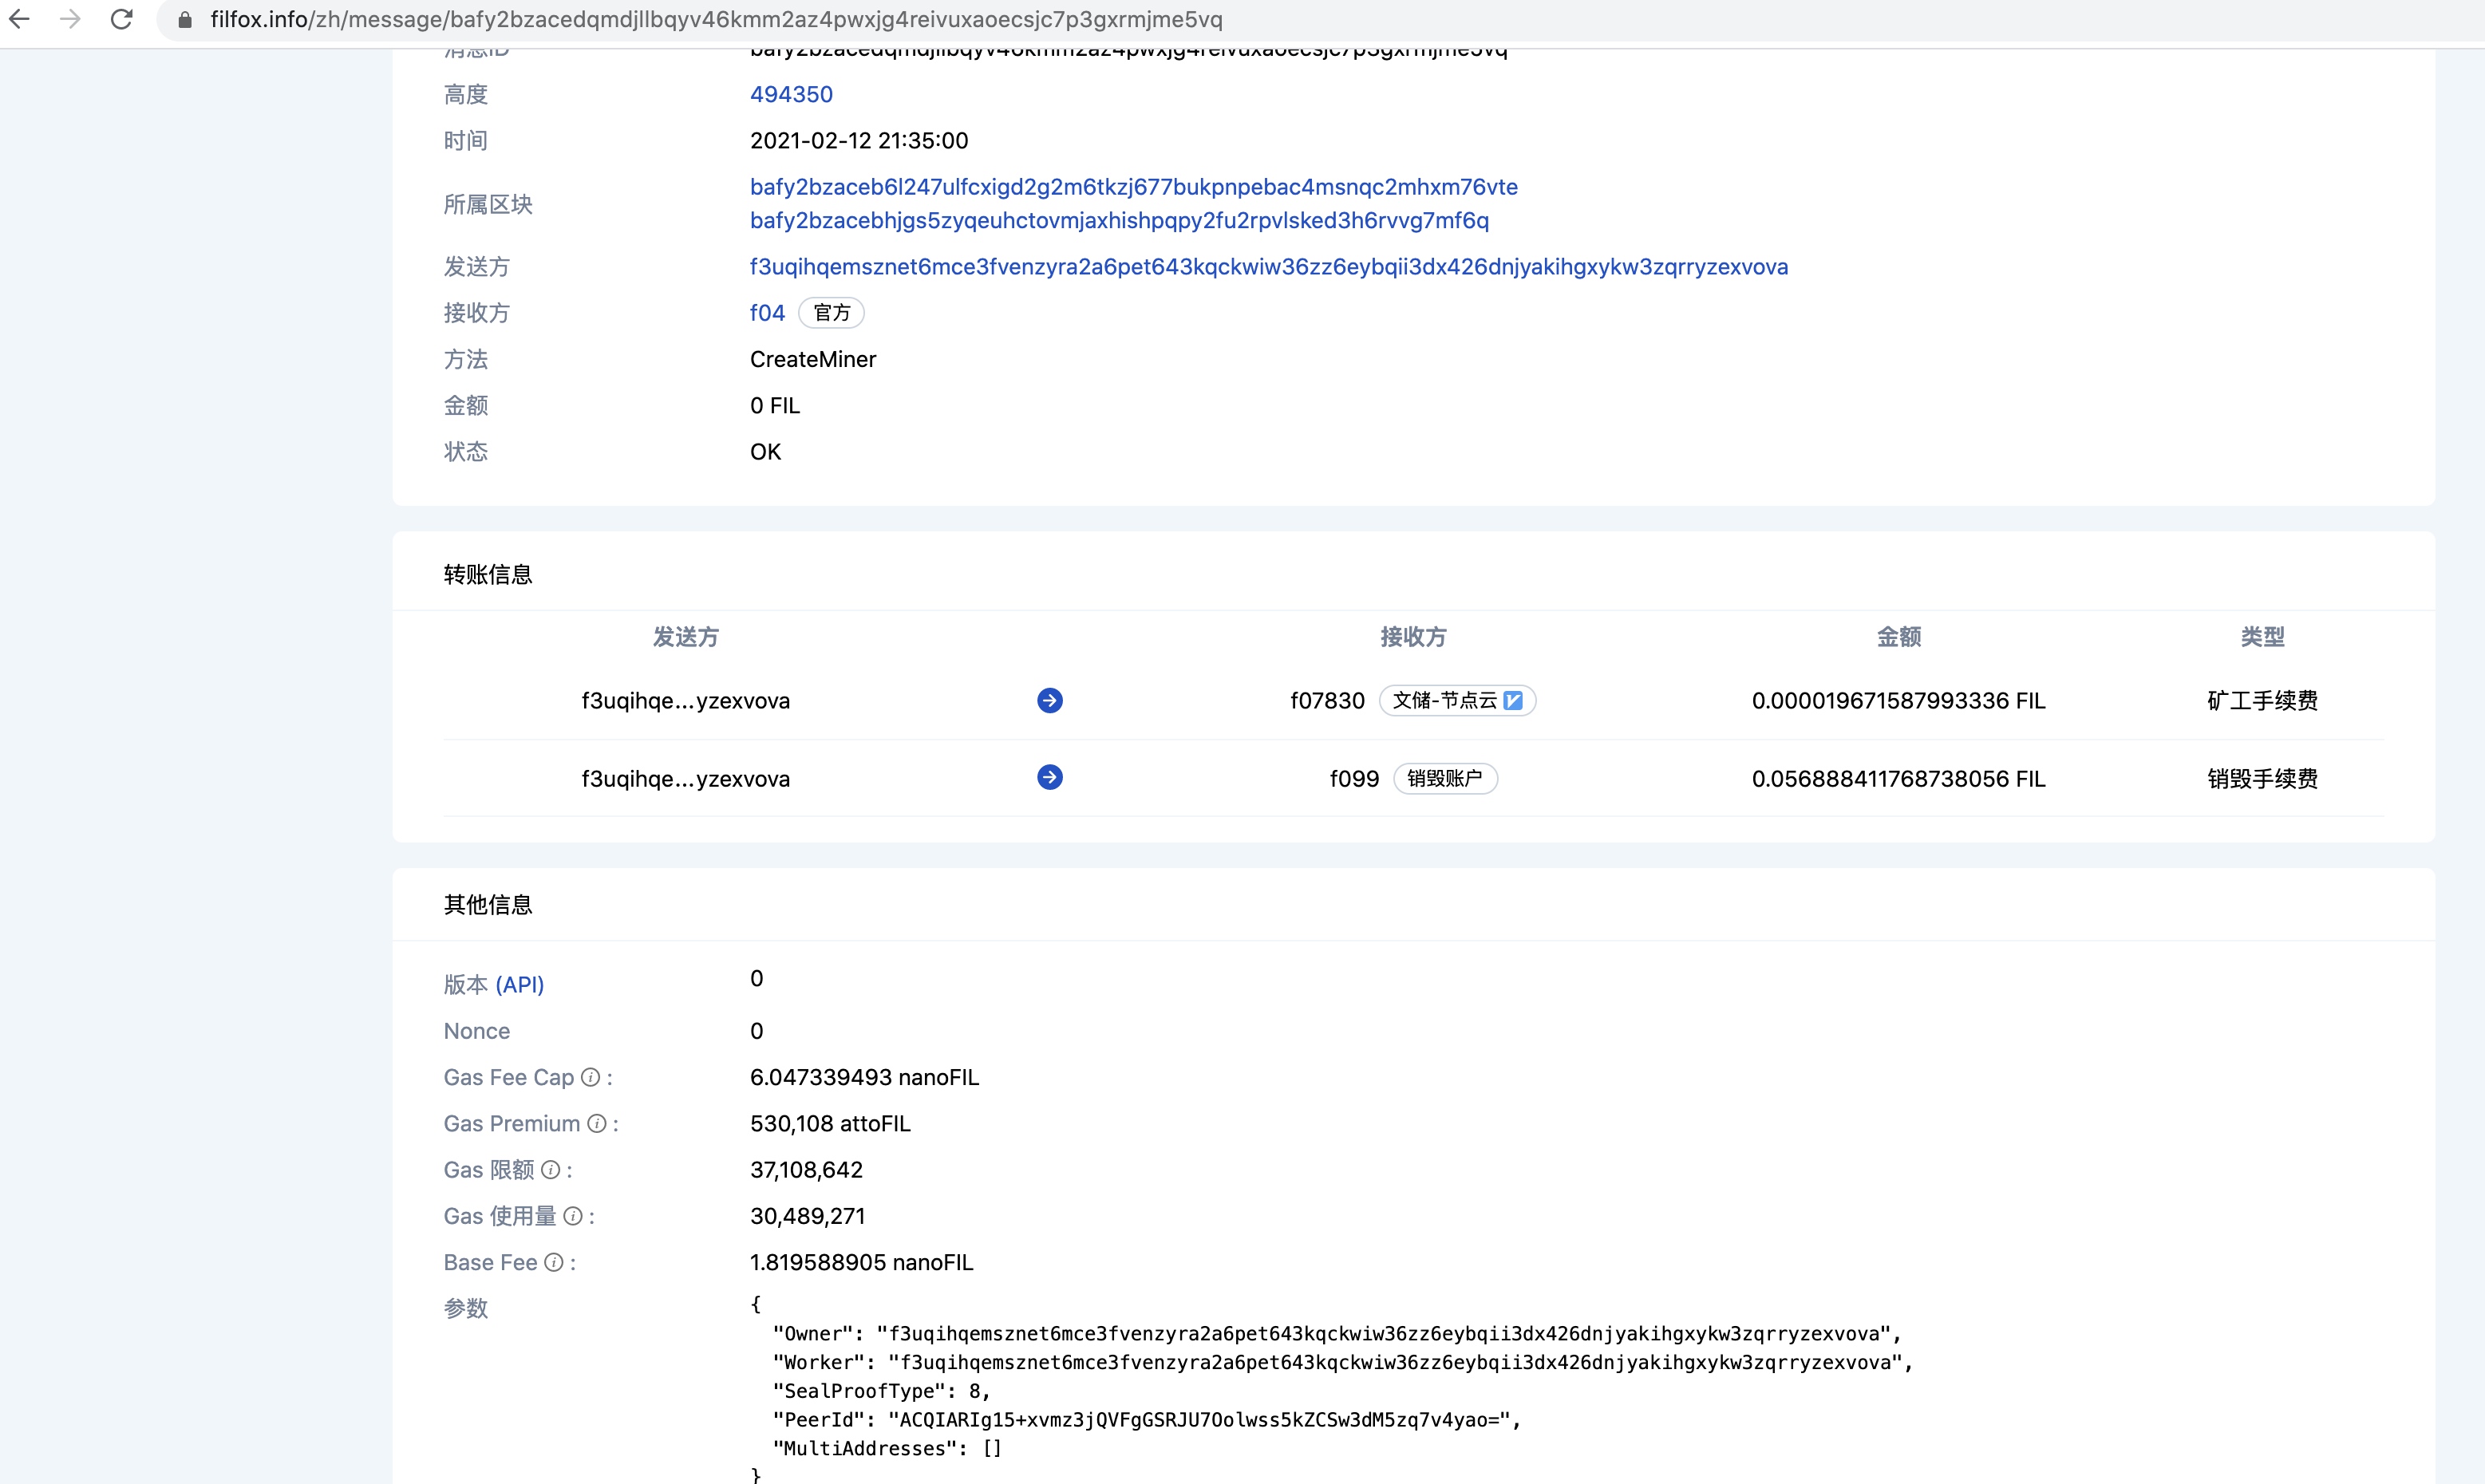 filfox.info/zh/message/bafy2bzacedqmdjllbqyv46kmm2az4pwxjg4reivuxaoecsjc7p3gxrmjme5vq
消息ID bafy2bzacedqmdjllbqyv46kmm2az4pwxjg4reivuxaoecsjc7p3gxrmjme5vq
高度 494350
时间 2021-02-12 21:35:00
所属区块 bafy2bzaceb6l247ulfcxigd2g2m6tkzj677bukpnpebac4msnqc2mhxm76vte
bafy2bzacebhjgs5zyqeuhctovmjaxhishpqpy2fu2rpvlsked3h6rvvg7mf6q
发送方 f3uqihqemsznet6mce3fvenzyra2a6pet643kqckwiw36zz6eybqii3dx426dnjyakihgxykw3zqrryzexvova
接收方 f04 官方
方法 CreateMiner
金额 0 FIL
状态 OK
转账信息
发送方 接收方 金额 类型
f3uqihqe...yzexvova f07830 文储-节点云 0.000019671587993336 FIL 矿工手续费
f3uqihqe...yzexvova f099 销毁账户 0.056888411768738056 FIL 销毁手续费
其他信息
版本 (API) 0
Nonce 0
Gas Fee Cap : 6.047339493 nanoFIL
Gas Premium : 530,108 attoFIL
Gas 限额 : 37,108,642
Gas 使用量 : 30,489,271
Base Fee : 1.819588905 nanoFIL
参数 {
"Owner": "f3uqihqemsznet6mce3fvenzyra2a6pet643kqckwiw36zz6eybqii3dx426dnjyakihgxykw3zqrryzexvova",
"Worker": "f3uqihqemsznet6mce3fvenzyra2a6pet643kqckwiw36zz6eybqii3dx426dnjyakihgxykw3zqrryzexvova",
"SealProofType": 8,
"PeerId": "ACQIARIg15+xvmz3jQVFgGSRJU7Oolwss5kZCSw3dM5zq7v4yao=",
"MultiAddresses": []
}